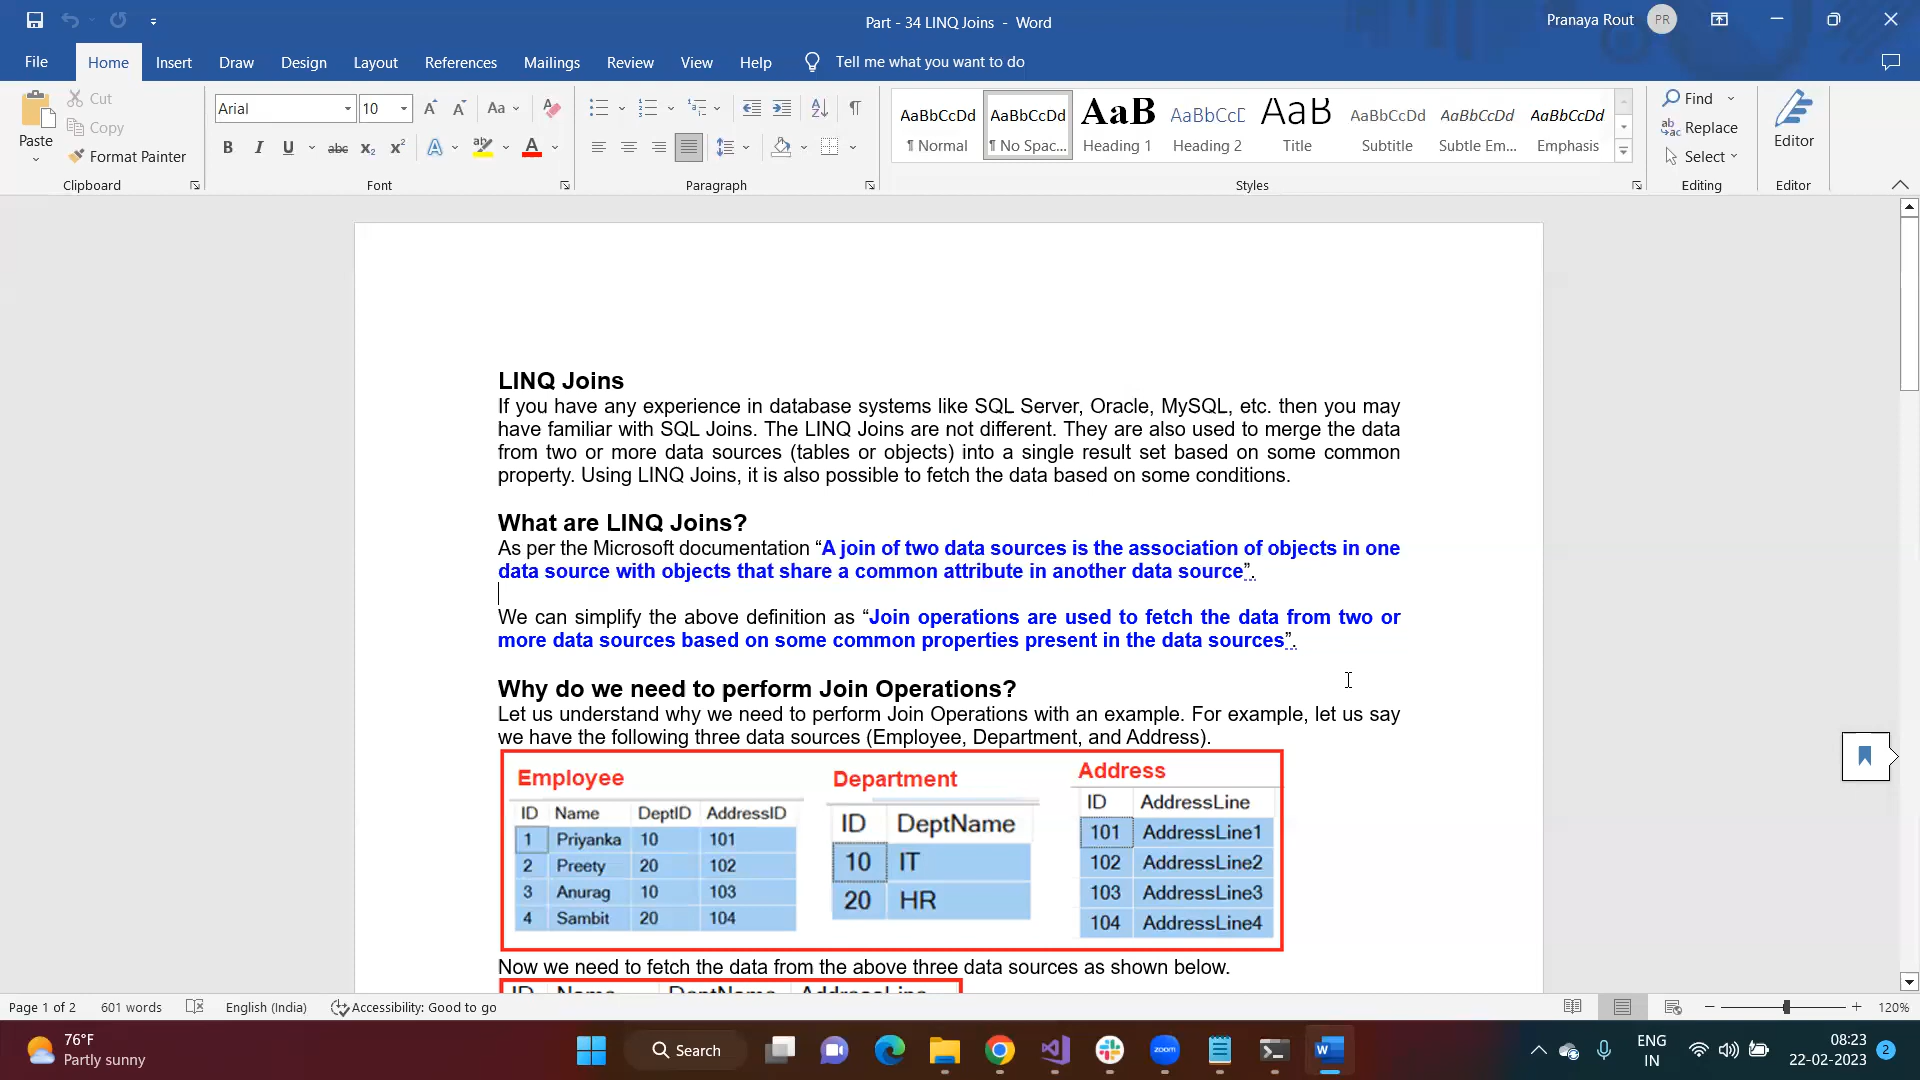 Part - 34 LINQ Joins - Word
Pranaya Rout PR
File Home Insert Draw Design Layout References Mailings Review View Help Tell me what you want to do
Paste
Cut
Copy
Format Painter
Clipboard
Arial 10
Aa
B I U abc x₂ x² A A
Font
Paragraph
AaBbCcDd AaBbCcDd AaB AaBbCcC AaB AaBbCcDd AaBbCcDd AaBbCcDd
¶ Normal ¶ No Spac... Heading 1 Heading 2 Title Subtitle Subtle Em... Emphasis
Styles
Find
Replace
Select
Editing
Editor
Editor
LINQ Joins
If you have any experience in database systems like SQL Server, Oracle, MySQL, etc. then you may
have familiar with SQL Joins. The LINQ Joins are not different. They are also used to merge the data
from two or more data sources (tables or objects) into a single result set based on some common
property. Using LINQ Joins, it is also possible to fetch the data based on some conditions.
What are LINQ Joins?
As per the Microsoft documentation “A join of two data sources is the association of objects in one
data source with objects that share a common attribute in another data source”.
We can simplify the above definition as “Join operations are used to fetch the data from two or
more data sources based on some common properties present in the data sources”.
Why do we need to perform Join Operations?
Let us understand why we need to perform Join Operations with an example. For example, let us say
we have the following three data sources (Employee, Department, and Address).
Employee
ID Name DeptID AddressID
1 Priyanka 10 101
2 Preety 20 102
3 Anurag 10 103
4 Sambit 20 104
Department
ID DeptName
10 IT
20 HR
Address
ID AddressLine
101 AddressLine1
102 AddressLine2
103 AddressLine3
104 AddressLine4
Now we need to fetch the data from the above three data sources as shown below.
ID Name DeptName AddressLine
Page 1 of 2 601 words English (India) Accessibility: Good to go 120%
76°F
Partly sunny
Search
zoom
ENG
IN
08:23
22-02-2023
2